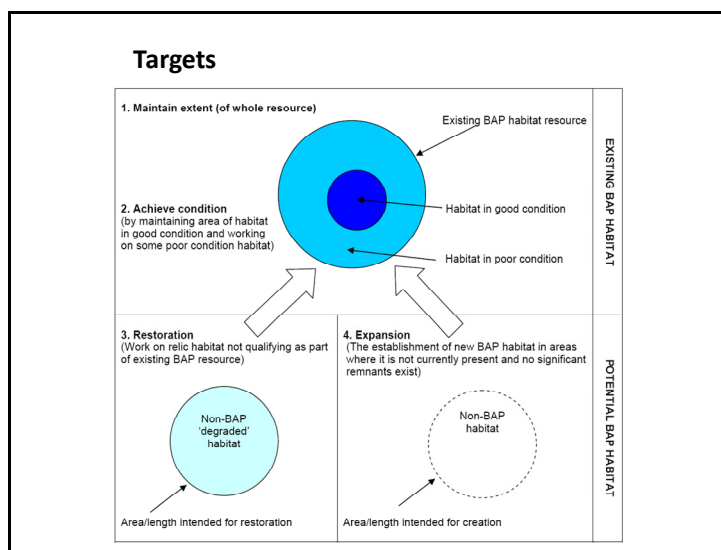 Targets
1. Maintain extent (of whole resource)
Existing BAP habitat resource
2. Achieve condition
(by maintaining area of habitat
in good condition and working
on some poor condition habitat)
Habitat in good condition
Habitat in poor condition
EXISTING BAP HABITAT
3. Restoration
(Work on relic habitat not qualifying as part
of existing BAP resource)
Non-BAP
'degraded'
habitat
Area/length intended for restoration
4. Expansion
(The establishment of new BAP habitat in areas
where it is not currently present and no significant
remnants exist)
Non-BAP
habitat
Area/length intended for creation
POTENTIAL BAP HABITAT